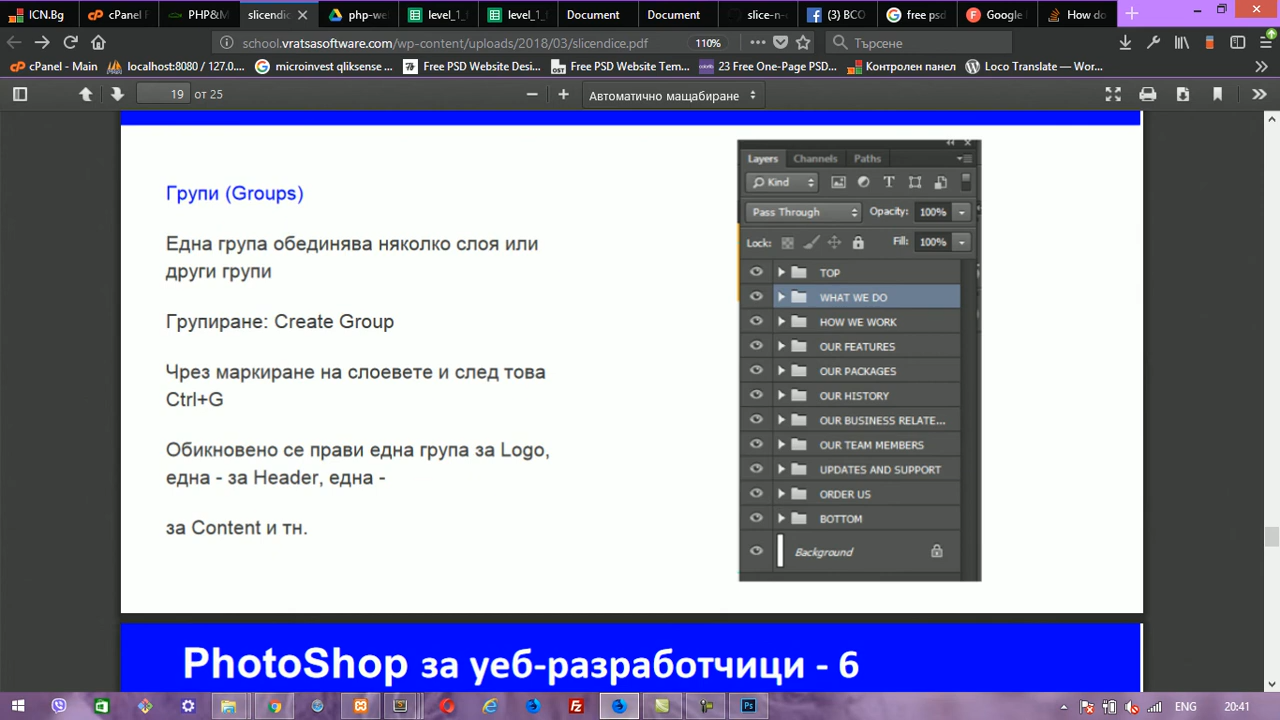 ICN.Bg
cPanel F
PHP&M
slicendic
php-we
level_1_l
level_1_l
Document
Document
slice-n-
(3) BCO
free psd
Google
How do
school.vratsasoftware.com/wp-content/uploads/2018/03/slicendice.pdf
110%
Търсене
cPanel - Main
localhost:8080 / 127.0...
microinvest qliksense ...
Free PSD Website Desi...
Free PSD Website Tem...
23 Free One-Page PSD...
Контролен панел
Loco Translate — Wor...
19 от 25
Автоматично мащабиране
Групи (Groups)
Една група обединява няколко слоя или
други групи
Групиране: Create Group
Чрез маркиране на слоевете и след това
Ctrl+G
Обикновено се прави една група за Logo,
една - за Header, една -
за Content и тн.
Layers Channels Paths
Kind
Pass Through Opacity: 100%
Lock: Fill: 100%
TOP
WHAT WE DO
HOW WE WORK
OUR FEATURES
OUR PACKAGES
OUR HISTORY
OUR BUSINESS RELATE...
OUR TEAM MEMBERS
UPDATES AND SUPPORT
ORDER US
BOTTOM
Background
PhotoShop за уеб-разработчици - 6
ENG
20:41